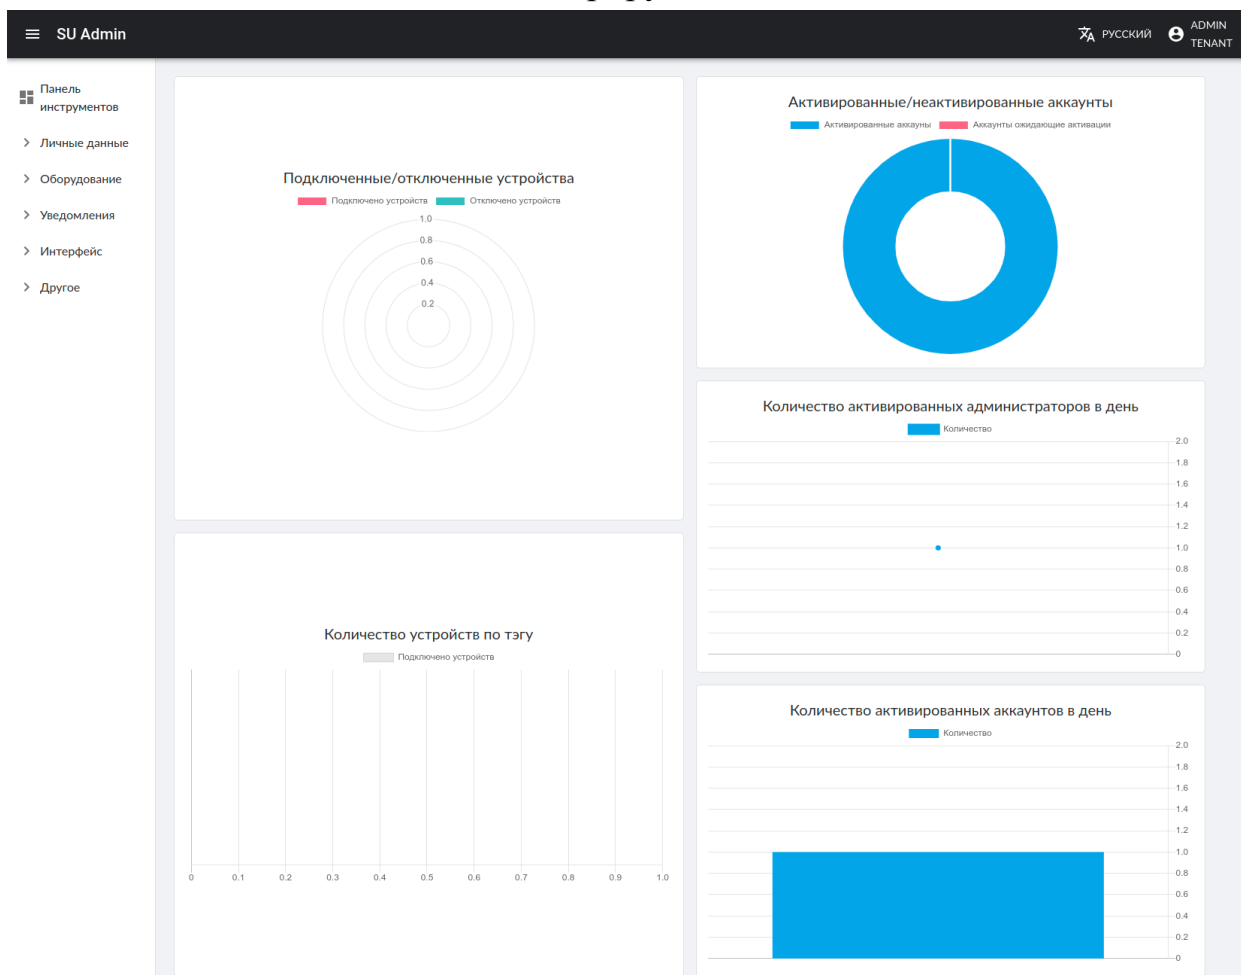 SU Admin
РУССКИЙ
ADMIN
TENANT
Панель
инструментов
Личные данные
Оборудование
Уведомления
Интерфейс
Другое
Подключенные/отключенные устройства
Подключено устройств
Отключено устройств
1.0
0.8
0.6
0.4
0.2
Количество устройств по тэгу
Подключено устройств
0 0.1 0.2 0.3 0.4 0.5 0.6 0.7 0.8 0.9 1.0
Активированные/неактивированные аккаунты
Активированные аккауны
Аккаунты ожидающие активации
Количество активированных администраторов в день
Количество
2.0
1.8
1.6
1.4
1.2
1.0
0.8
0.6
0.4
0.2
0
Количество активированных аккаунтов в день
Количество
2.0
1.8
1.6
1.4
1.2
1.0
0.8
0.6
0.4
0.2
0